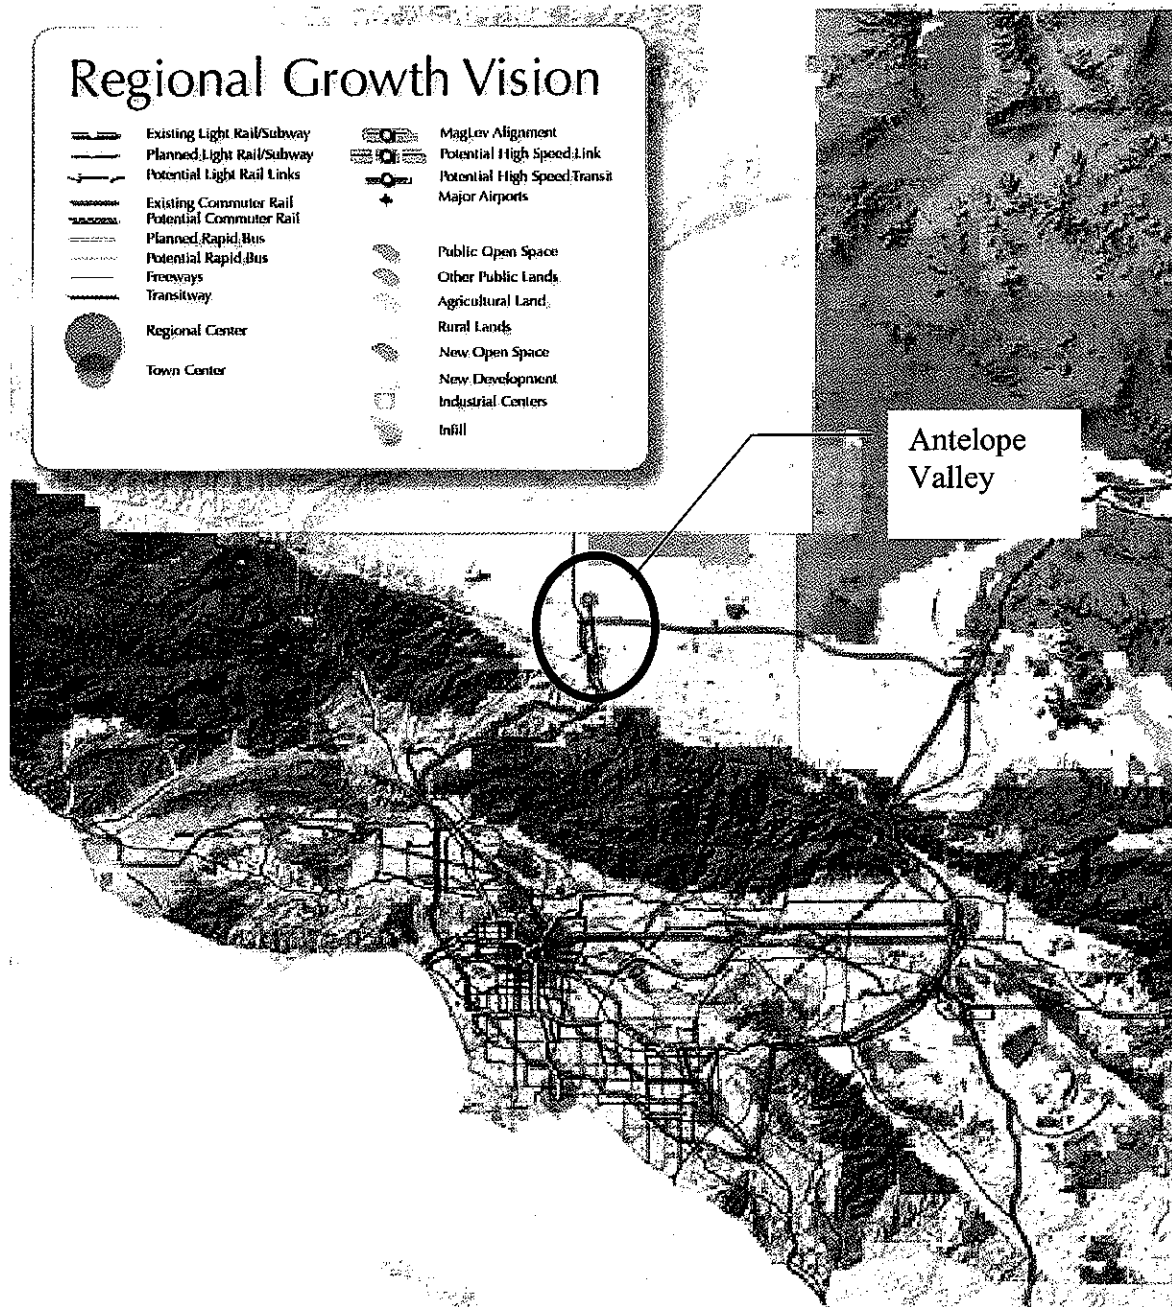 Regional Growth Vision
Existing Light Rail/Subway
Planned Light Rail/Subway
Potential Light Rail Links
Existing Commuter Rail
Potential Commuter Rail
Planned Rapid Bus
Potential Rapid Bus
Freeways
Transitway
Regional Center
Town Center
MagLev Alignment
Potential High Speed Link
Potential High Speed Transit
Major Airports
Public Open Space
Other Public Lands
Agricultural Land
Rural Lands
New Open Space
New Development
Industrial Centers
Infill
Antelope
Valley